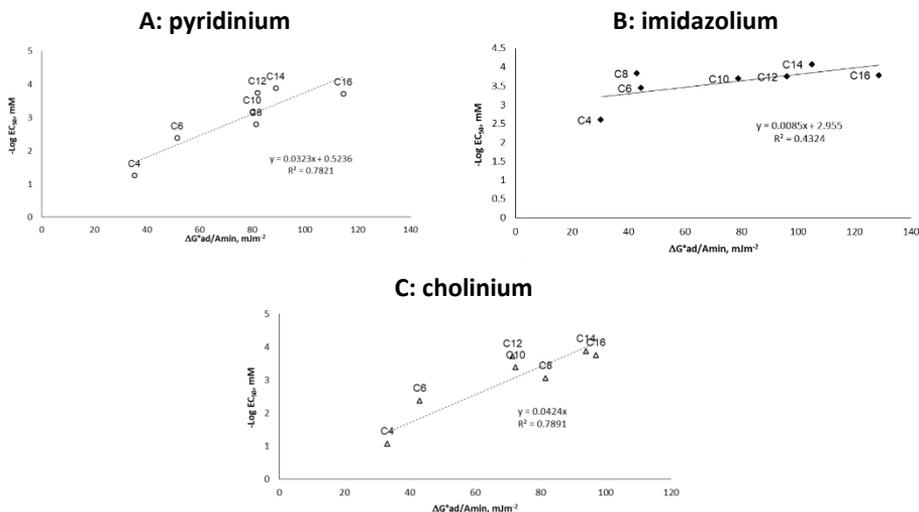 A: pyridinium
5
4
3
2
1
0
-Log EC50, mM
C4
C6
C8
C10
C12
C14
C16
y = 0.0323x + 0.5236
R² = 0.7821
0 20 40 60 80 100 120 140
ΔG°ad/Amin, mJm-2
B: imidazolium
4.5
4
3.5
3
2.5
2
1.5
1
0.5
0
-Log EC50, mM
C4
C8
C6
C10
C12
C14
C16
y = 0.0085x + 2.955
R² = 0.4324
0 20 40 60 80 100 120 140
ΔG°ad/Amin, mJm-2
C: cholinium
5
4
3
2
1
0
-Log EC50, mM
C4
C6
C12
C10
C8
C14
C16
y = 0.0424x
R² = 0.7891
0 20 40 60 80 100 120
ΔG°ad/Amin, mJm-2